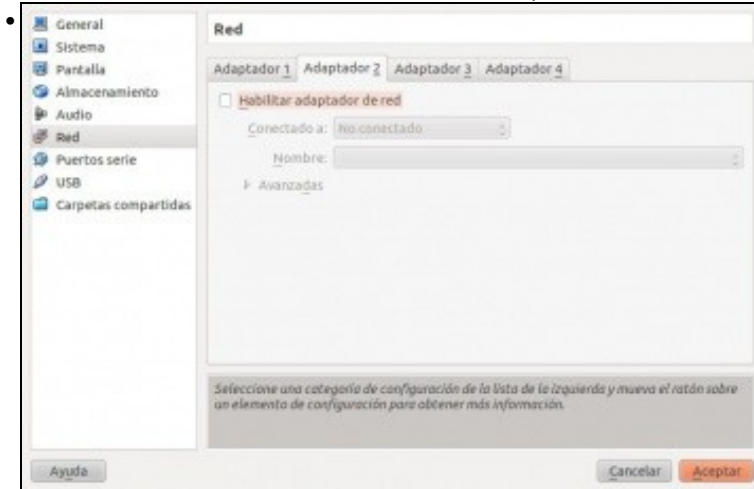 General
Sistema
Pantalla
Almacenamiento
Audio
Red
Puertos serie
USB
Carpetas compartidas
Red
Adaptador 1 Adaptador 2 Adaptador 3 Adaptador 4
Habilitar adaptador de red
Conectado a: No conectado
Nombre:
Avanzadas
Seleccione una categoría de configuración de la lista de la izquierda y mueva el ratón sobre
un elemento de configuración para obtener más información.
Ayuda Cancelar Aceptar